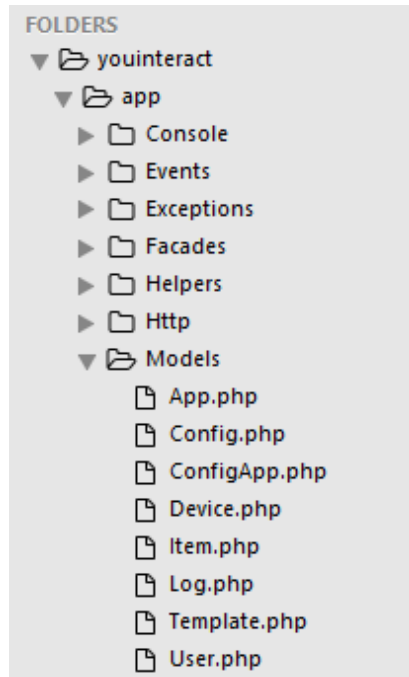 FOLDERS
youinteract
app
Console
Events
Exceptions
Facades
Helpers
Http
Models
App.php
Config.php
ConfigApp.php
Device.php
Item.php
Log.php
Template.php
User.php